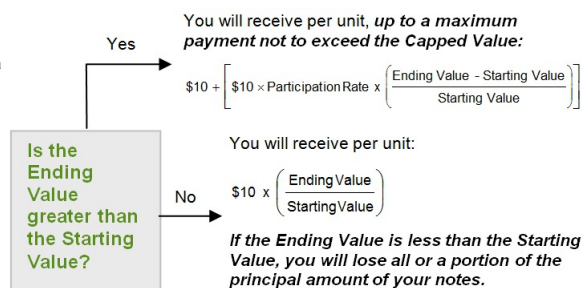 You will receive per unit, up to a maximum
payment not to exceed the Capped Value:
Yes
$10 + [ $10 × Participation Rate x ( Ending Value - Starting Value
Starting Value ) ]
Is the
Ending
Value
greater than
the Starting
Value?
You will receive per unit:
No
$10 x ( Ending Value
Starting Value )
If the Ending Value is less than the Starting
Value, you will lose all or a portion of the
principal amount of your notes.